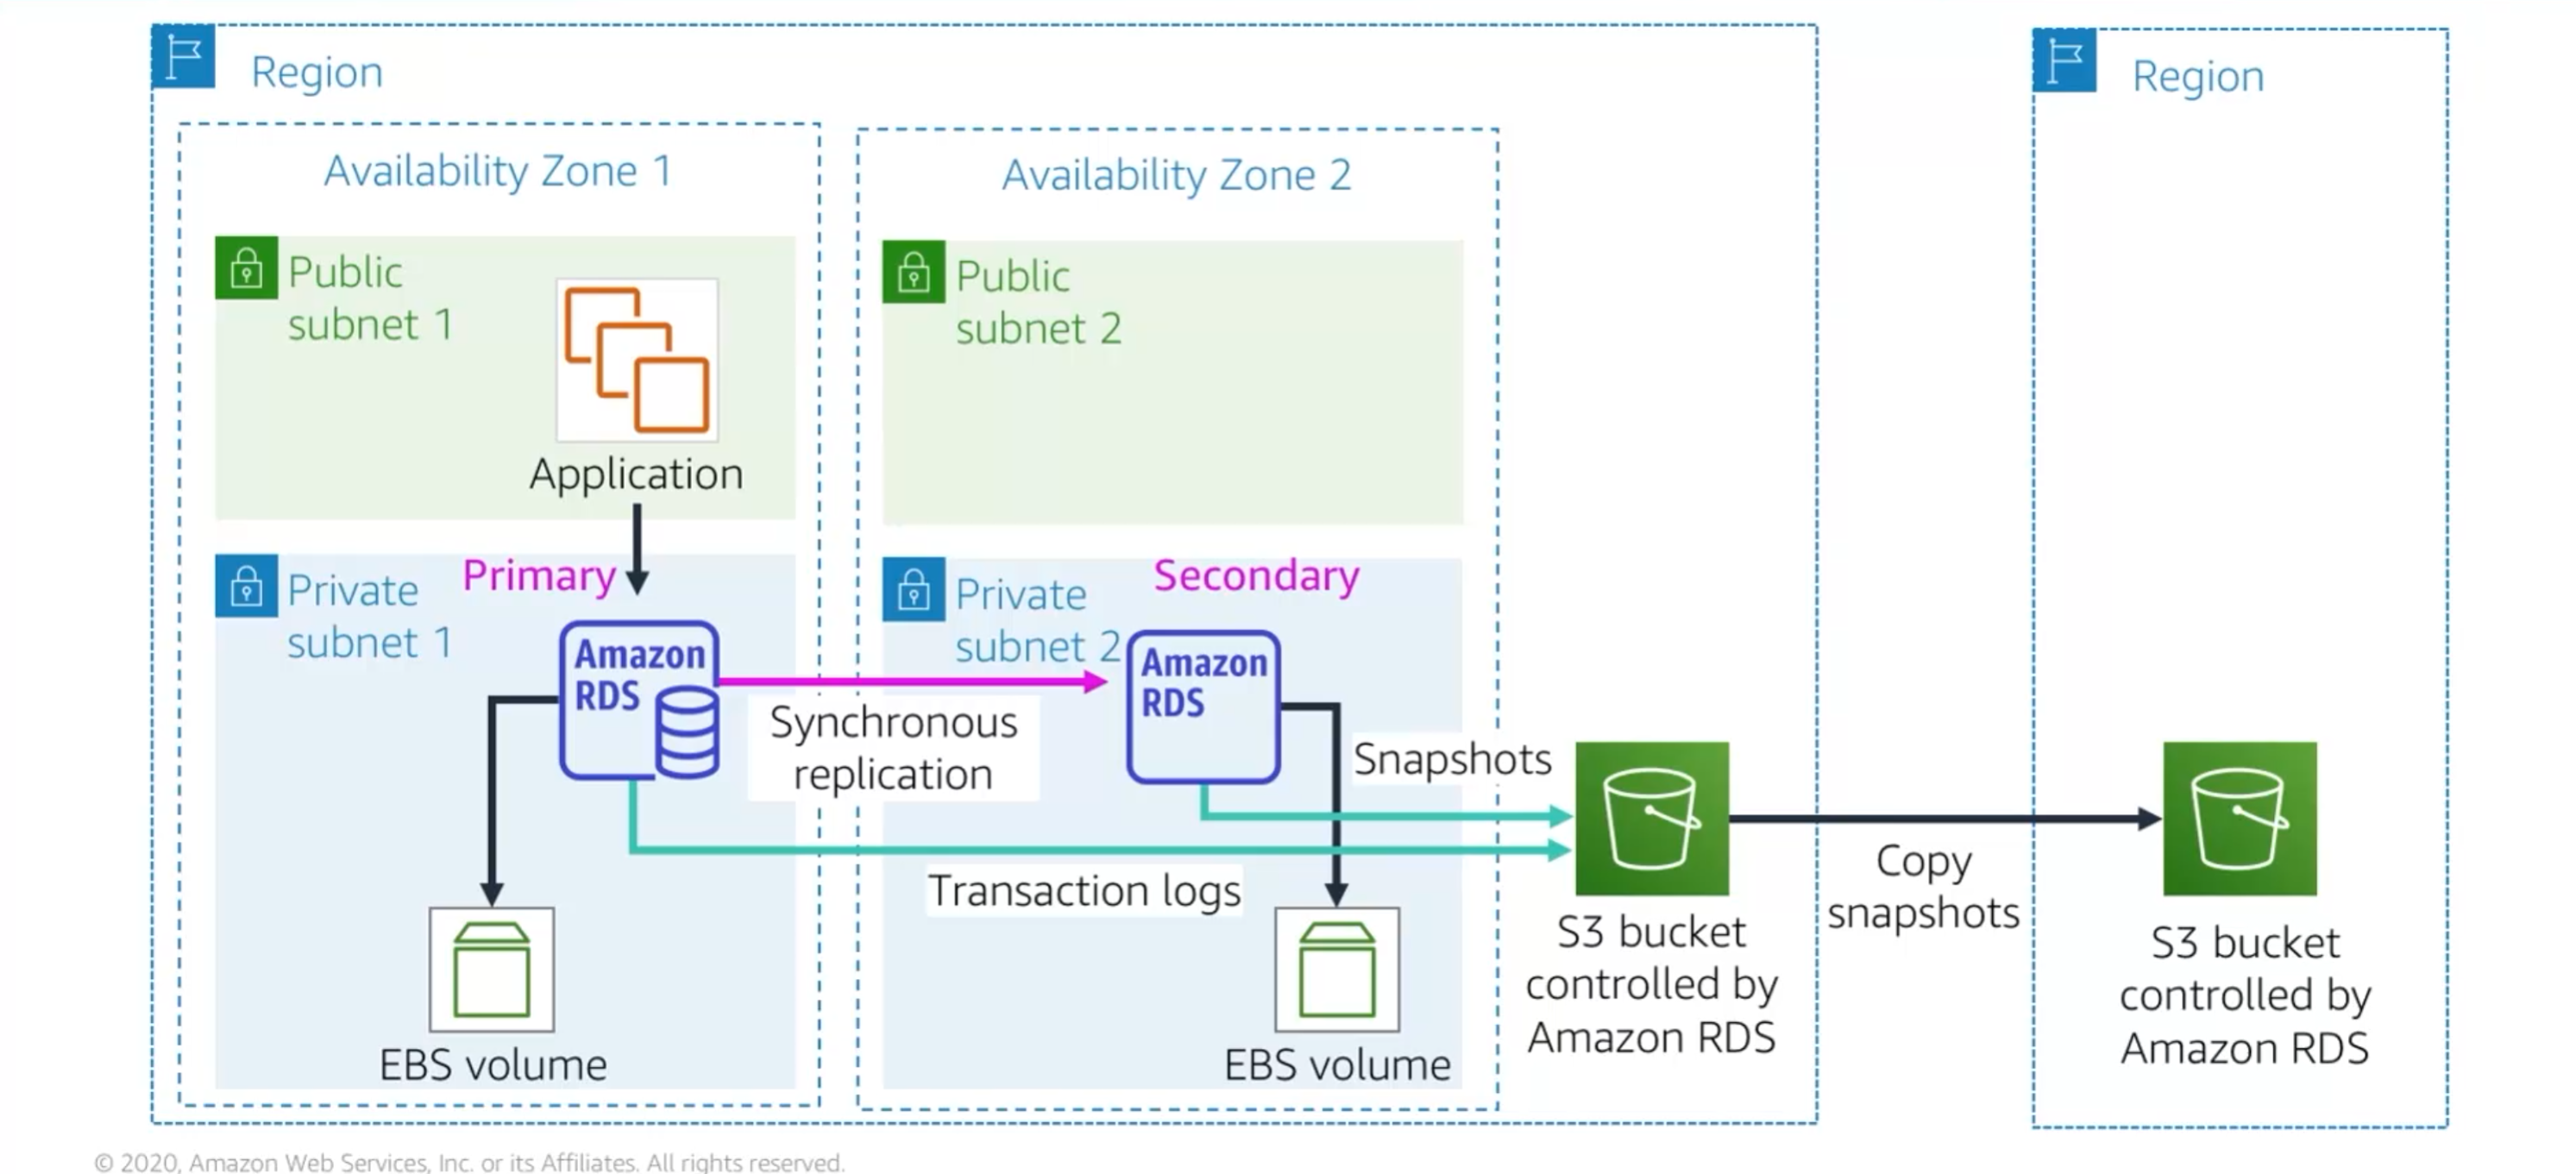 Region
Region
Availability Zone 1
Availability Zone 2
Public
subnet 1
Application
Public
subnet 2
Primary
Private
subnet 1
Amazon
RDS
Synchronous
replication
Secondary
Private
subnet 2
Amazon
RDS
Snapshots
Transaction logs
EBS volume
EBS volume
S3 bucket
controlled by
Amazon RDS
Copy
snapshots
S3 bucket
controlled by
Amazon RDS
© 2020, Amazon Web Services, Inc. or its Affiliates. All rights reserved.